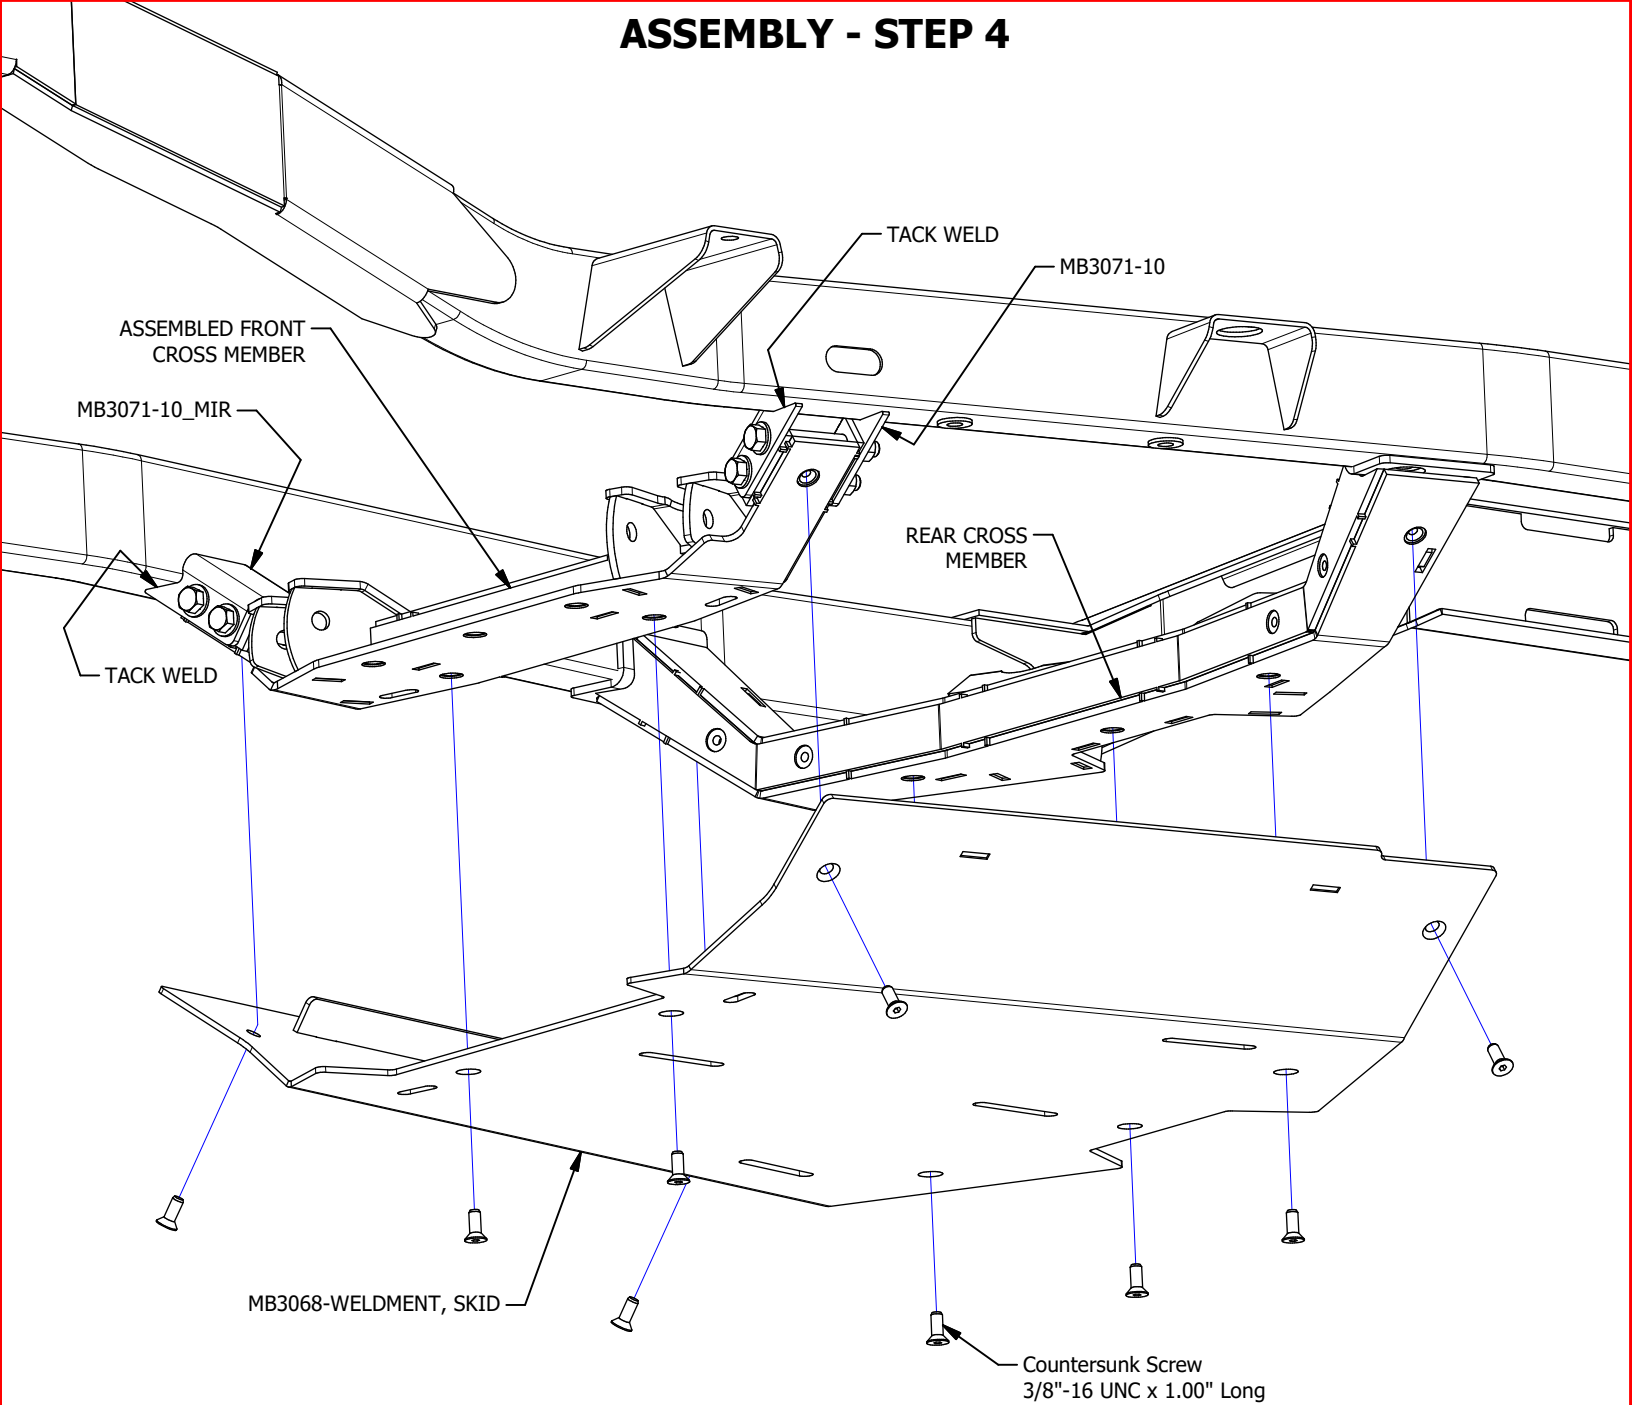 ASSEMBLY - STEP 4
TACK WELD
MB3071-10
ASSEMBLED FRONT
CROSS MEMBER
MB3071-10_MIR
REAR CROSS
MEMBER
TACK WELD
MB3068-WELDMENT, SKID
Countersunk Screw
3/8"-16 UNC x 1.00" Long